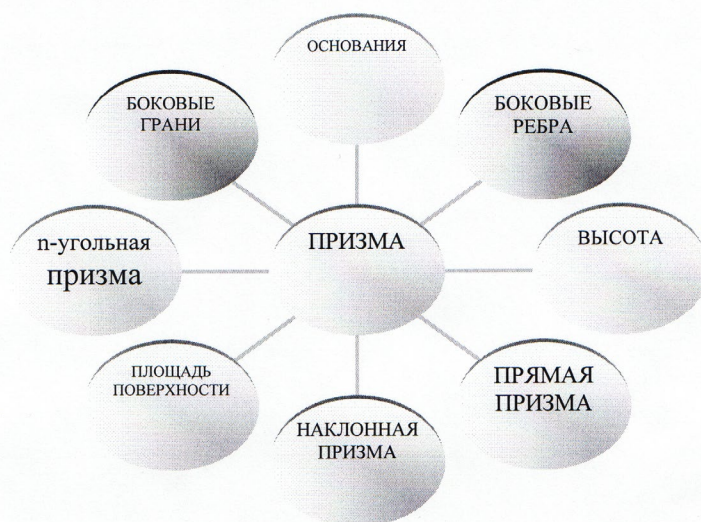 ОСНОВАНИЯ
БОКОВЫЕ
ГРАНИ
БОКОВЫЕ
РЕБРА
n-угольная
призма
ПРИЗМА
ВЫСОТА
ПЛОЩАДЬ
ПОВЕРХНОСТИ
ПРЯМАЯ
ПРИЗМА
НАКЛОННАЯ
ПРИЗМА